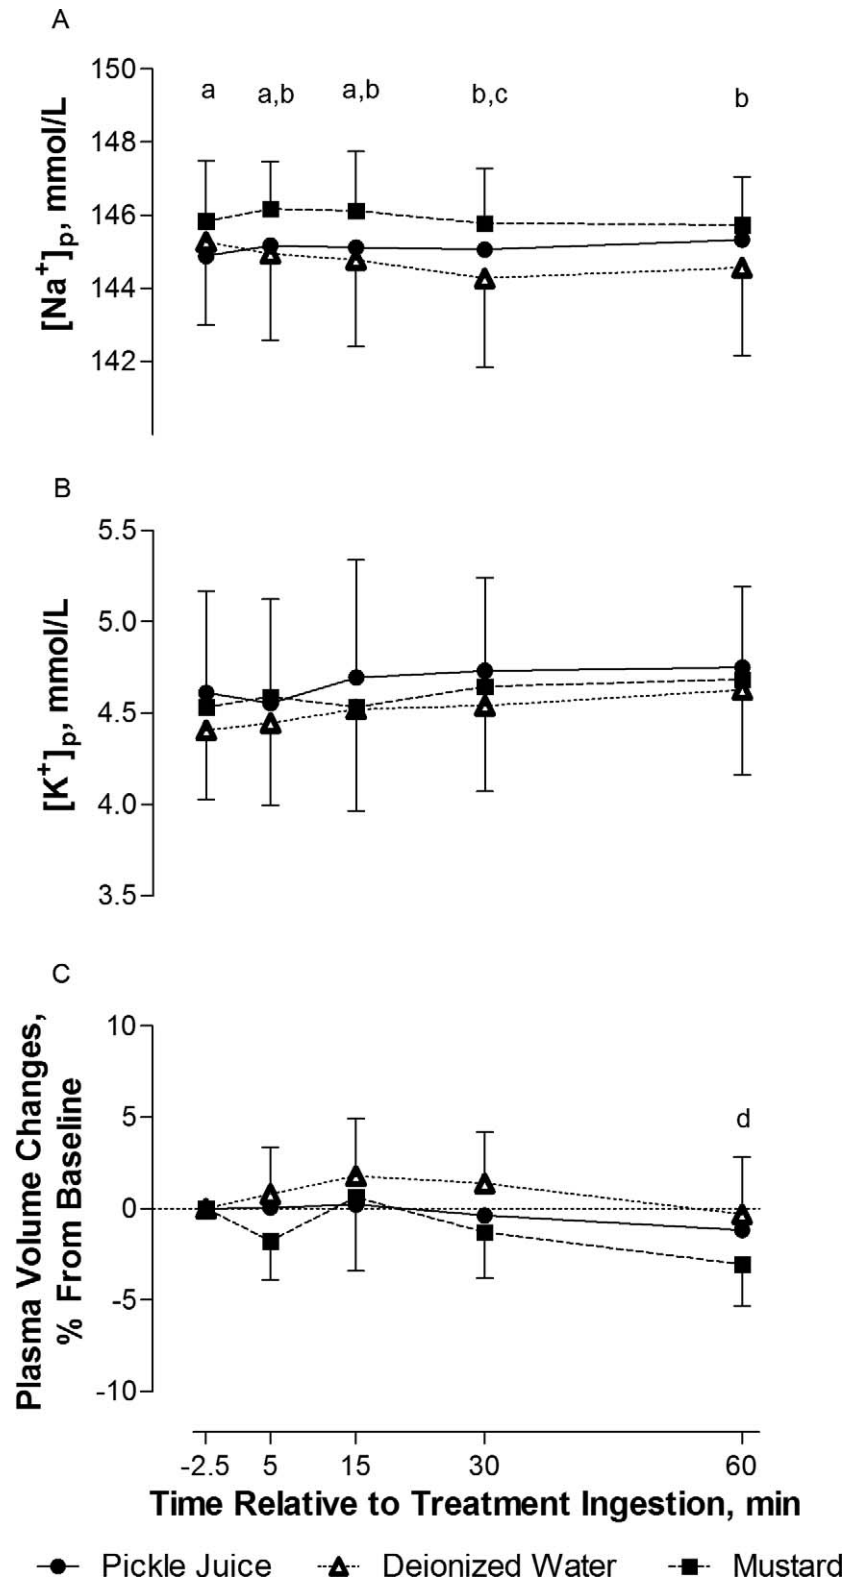 A
[Na⁺]ₚ, mmol/L
150
148
146
144
142
a
a,b
a,b
b,c
b
B
[K⁺]ₚ, mmol/L
5.5
5.0
4.5
4.0
3.5
C
Plasma Volume Changes,
% From Baseline
10
5
0
-5
-10
d
-2.5 5 15 30 60
Time Relative to Treatment Ingestion, min
Pickle Juice Deionized Water Mustard